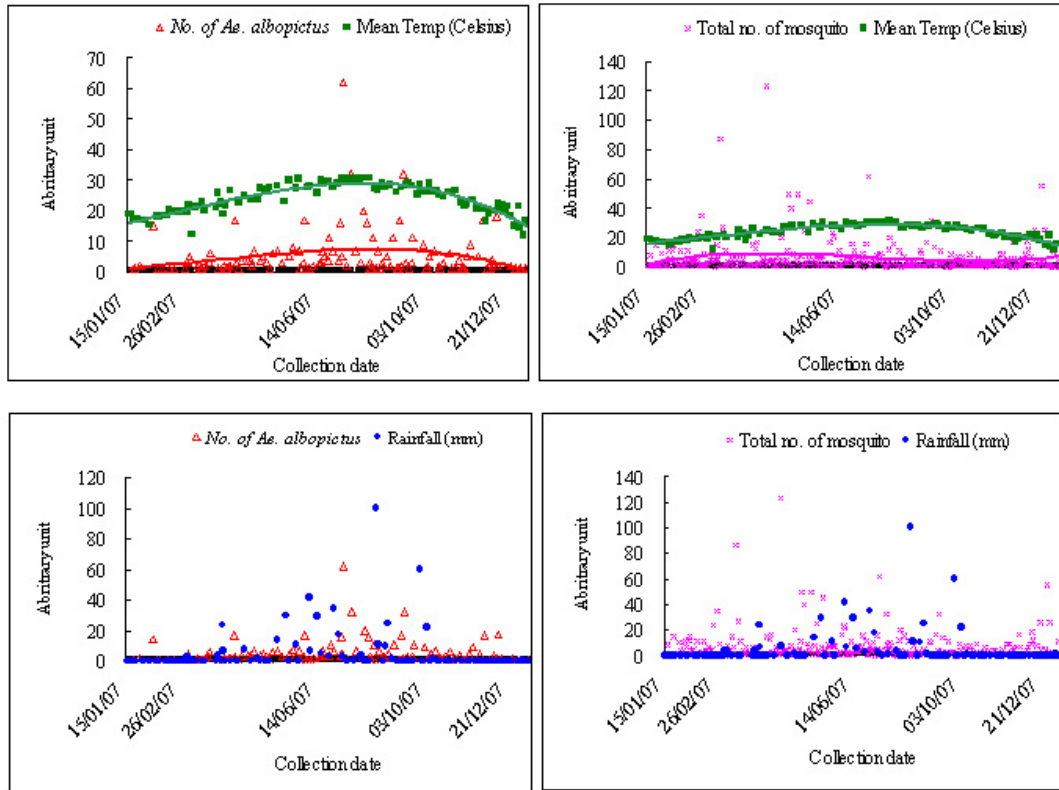 No. of Ae. albopictus Mean Temp (Celsius)
70
60
50
40
30
20
10
0
Abritrary unit
15/01/07 26/02/07 14/06/07 03/10/07 21/12/07
Collection date
Total no. of mosquito Mean Temp (Celsius)
140
120
100
80
60
40
20
0
Abritrary unit
15/01/07 26/02/07 14/06/07 03/10/07 21/12/07
Collection date
No. of Ae. albopictus Rainfall (mm)
120
100
80
60
40
20
0
Abritrary unit
15/01/07 26/02/07 14/06/07 03/10/07 21/12/07
Collection date
Total no. of mosquito Rainfall (mm)
140
120
100
80
60
40
20
0
Abritrary unit
15/01/07 26/02/07 14/06/07 03/10/07 21/12/07
Collection date